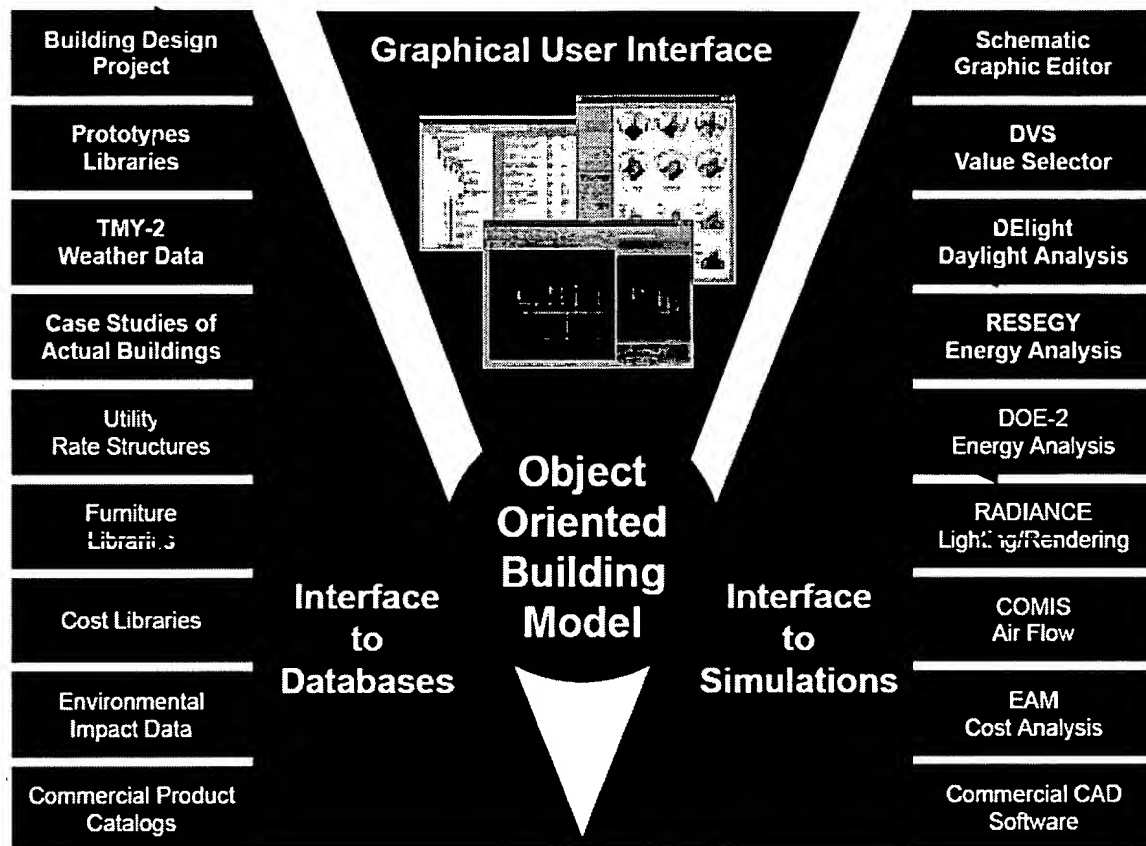 Building Design
Project
Prototypes
Libraries
TMY-2
Weather Data
Case Studies of
Actual Buildings
Utility
Rate Structures
Furniture
Libraries
Cost Libraries
Environmental
Impact Data
Commercial Product
Catalogs
Graphical User Interface
Object
Oriented
Building
Model
Interface
to
Databases
Interface
to
Simulations
Schematic
Graphic Editor
DVS
Value Selector
DElight
Daylight Analysis
RESEGY
Energy Analysis
DOE-2
Energy Analysis
RADIANCE
Lighting/Rendering
COMIS
Air Flow
EAM
Cost Analysis
Commercial CAD
Software